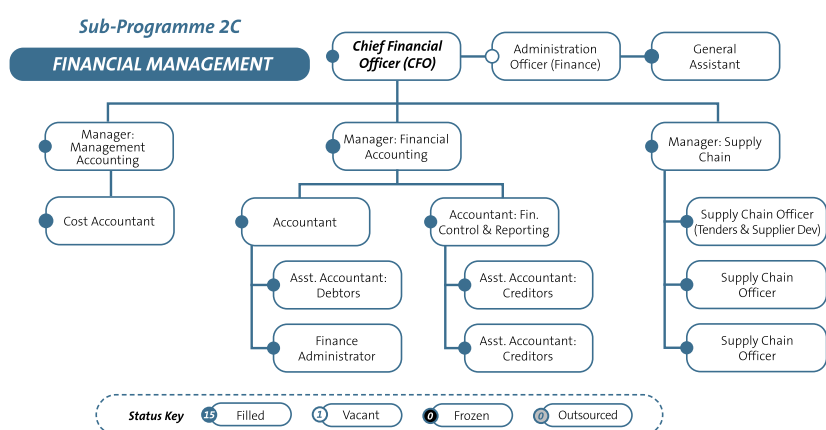 Sub-Programme 2C
FINANCIAL MANAGEMENT
Chief Financial
Officer (CFO)
Administration
Officer (Finance)
General
Assistant
Manager:
Management
Accounting
Manager: Financial
Accounting
Manager: Supply
Chain
Cost Accountant
Accountant
Accountant: Fin.
Control & Reporting
Supply Chain Officer
(Tenders & Supplier Dev)
Asst. Accountant:
Debtors
Asst. Accountant:
Creditors
Supply Chain
Officer
Finance
Administrator
Asst. Accountant:
Creditors
Supply Chain
Officer
Status Key
15 Filled
1 Vacant
0 Frozen
0 Outsourced